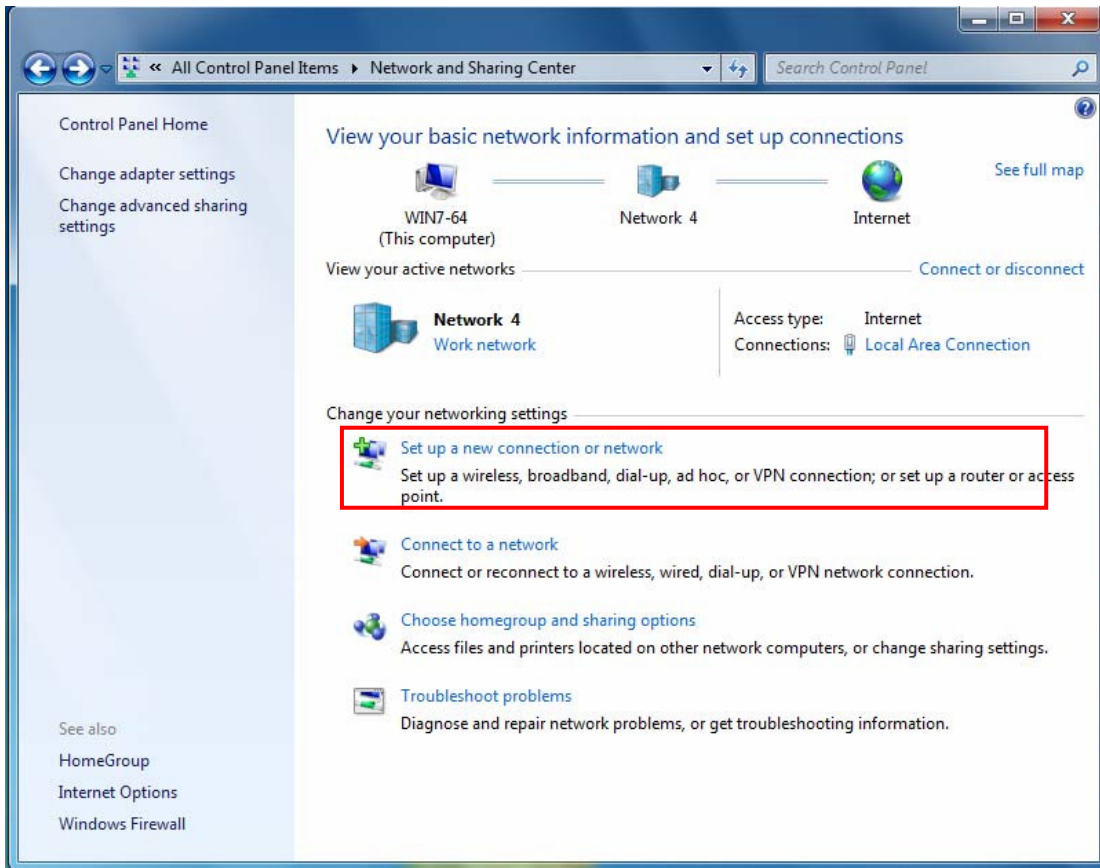 « All Control Panel Items ▸ Network and Sharing Center
Search Control Panel
Control Panel Home
Change adapter settings
Change advanced sharing
settings
See also
HomeGroup
Internet Options
Windows Firewall
View your basic network information and set up connections
See full map
WIN7-64
(This computer)
Network 4
Internet
View your active networks
Connect or disconnect
Network 4
Work network
Access type: Internet
Connections: Local Area Connection
Change your networking settings
Set up a new connection or network
Set up a wireless, broadband, dial-up, ad hoc, or VPN connection; or set up a router or access
point.
Connect to a network
Connect or reconnect to a wireless, wired, dial-up, or VPN network connection.
Choose homegroup and sharing options
Access files and printers located on other network computers, or change sharing settings.
Troubleshoot problems
Diagnose and repair network problems, or get troubleshooting information.